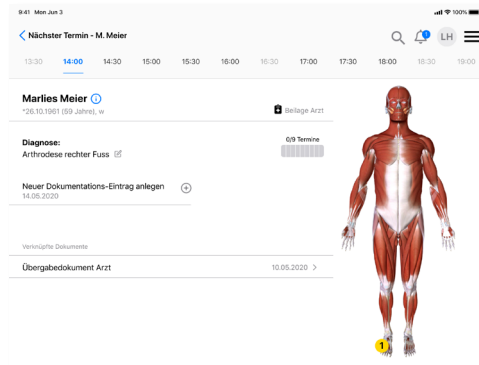 9:41 Mon Jun 3
100%
Nächster Termin - M. Meier
1
LH
13:30 14:00 14:30 15:00 15:30 16:00 16:30 17:00 17:30 18:00 18:30 19:00
Marlies Meier
*26.10.1961 (59 Jahre), w
Beilage Arzt
Diagnose:
0/9 Termine
Arthrodese rechter Fuss
Neuer Dokumentations-Eintrag anlegen
14.05.2020
Verknüpfte Dokumente
Übergabedokument Arzt 10.05.2020
1